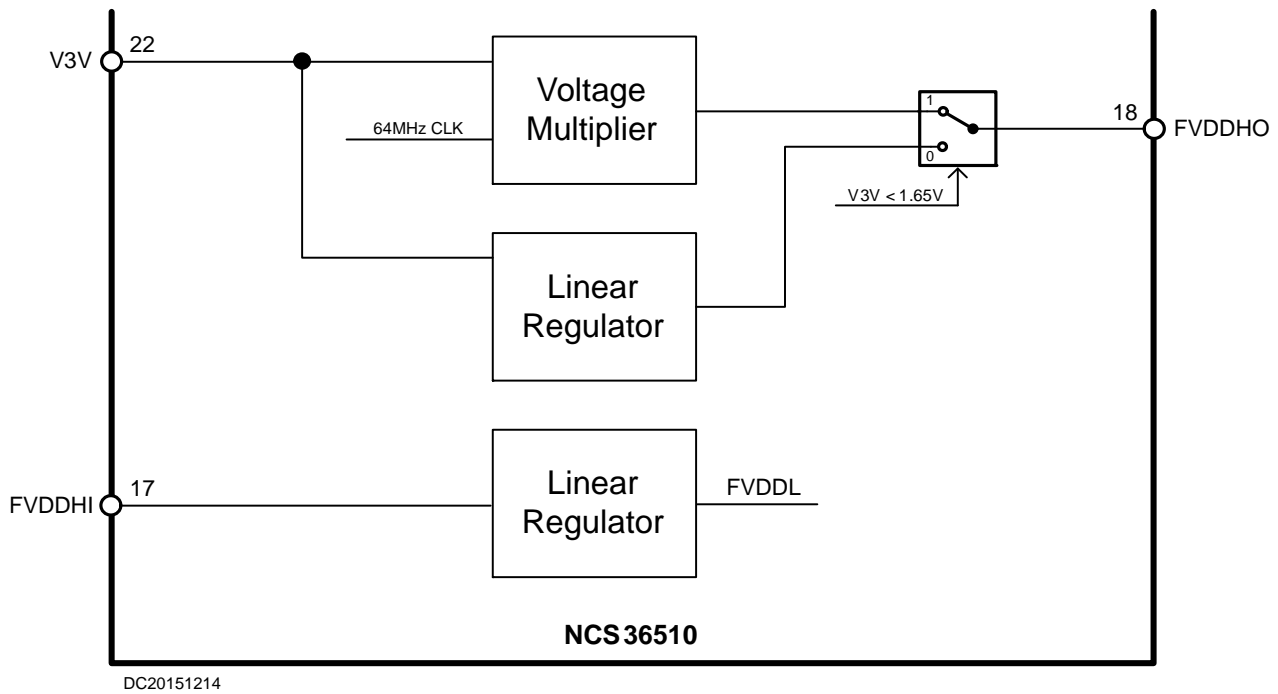 V3V
22
Voltage
Multiplier
64MHz CLK
1
0
18
FVDDHO
V3V < 1.65V
Linear
Regulator
FVDDHI
17
Linear
Regulator
FVDDL
NCS36510
DC20151214